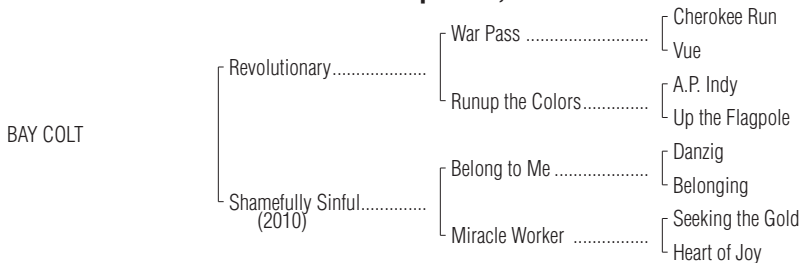 Cherokee Run
War Pass ..........................
Vue
Revolutionary....................
A.P. Indy
Runup the Colors..............
Up the Flagpole
BAY COLT
Danzig
Belong to Me ....................
Belonging
Shamefully Sinful..............
(2010)
Seeking the Gold
Miracle Worker ................
Heart of Joy